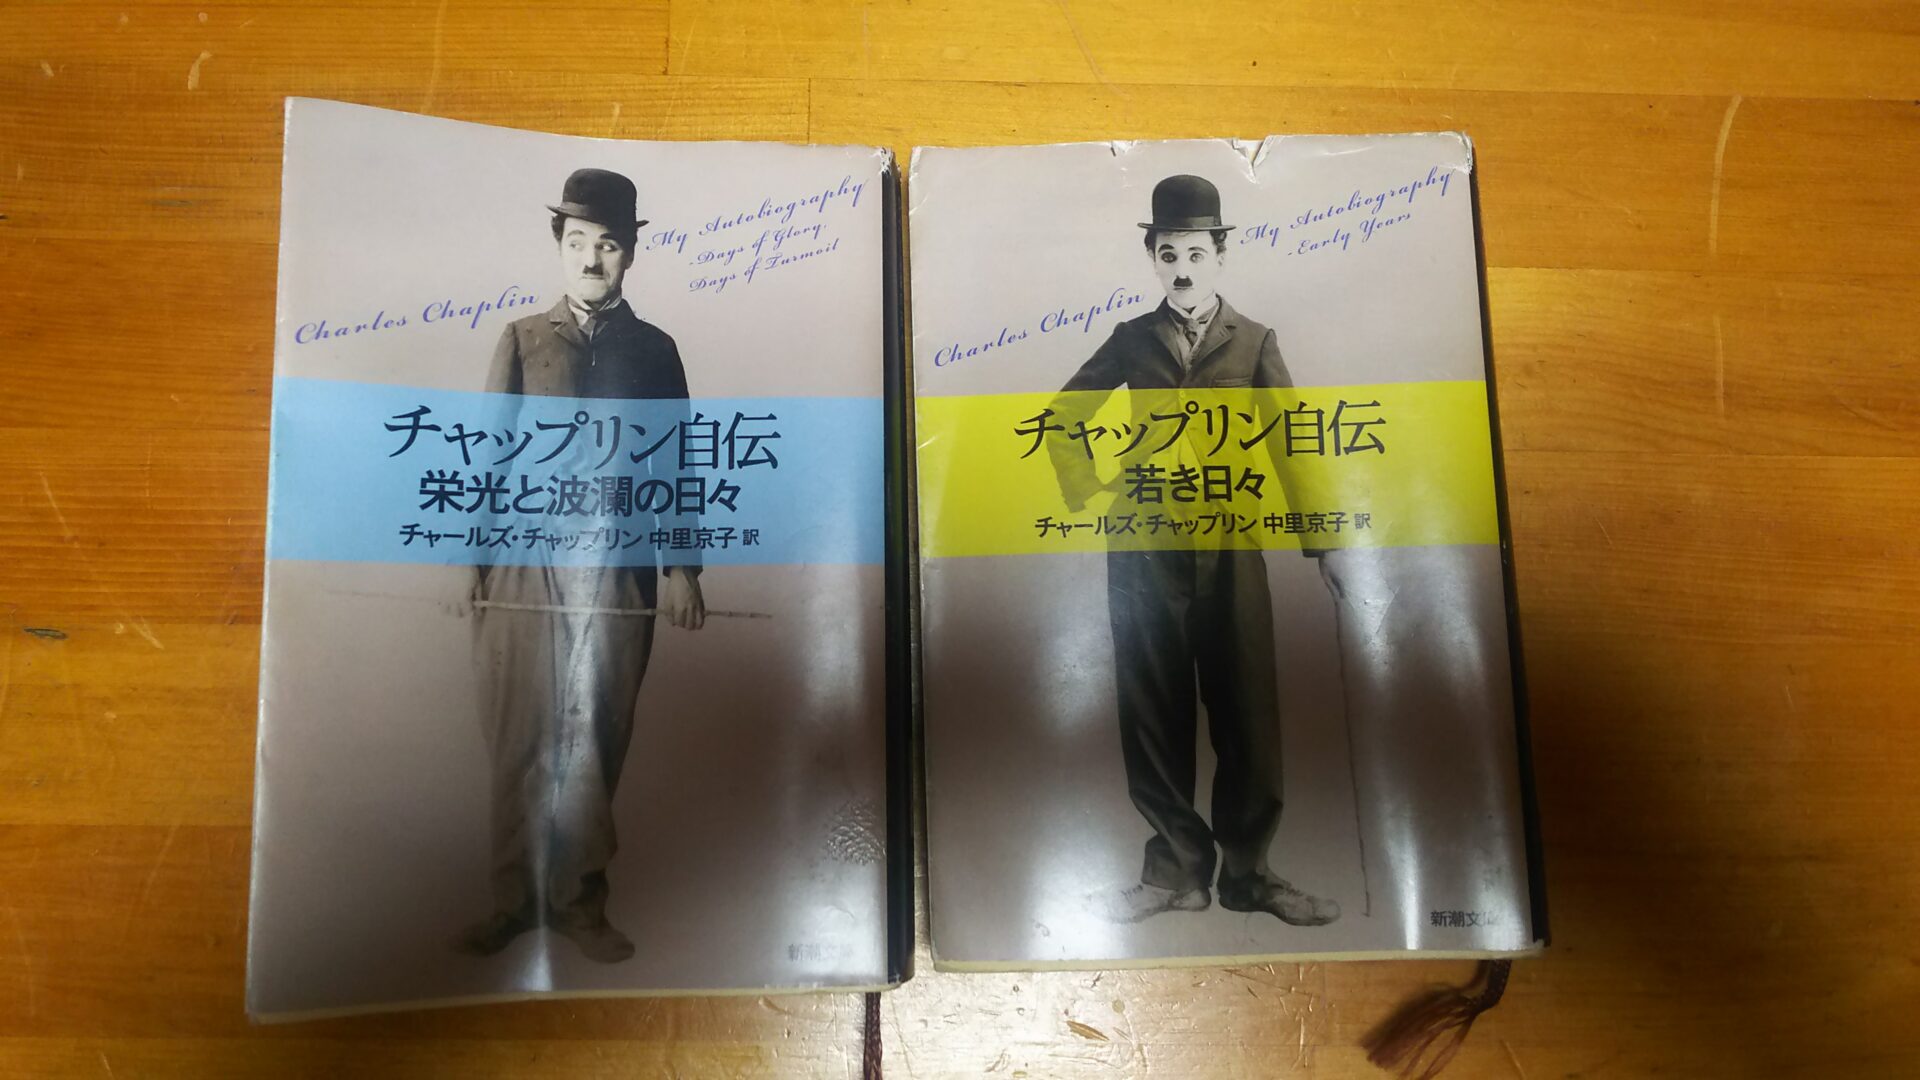 My Autobiography
-Days of Glory,
Days of Turmoil
Charles Chaplin
チャップリン自伝
栄光と波瀾の日々
チャールズ・チャップリン 中里京子 訳
新潮文庫
My Autobiography
-Early Years
Charles Chaplin
チャップリン自伝
若き日々
チャールズ・チャップリン 中里京子 訳
新潮文庫